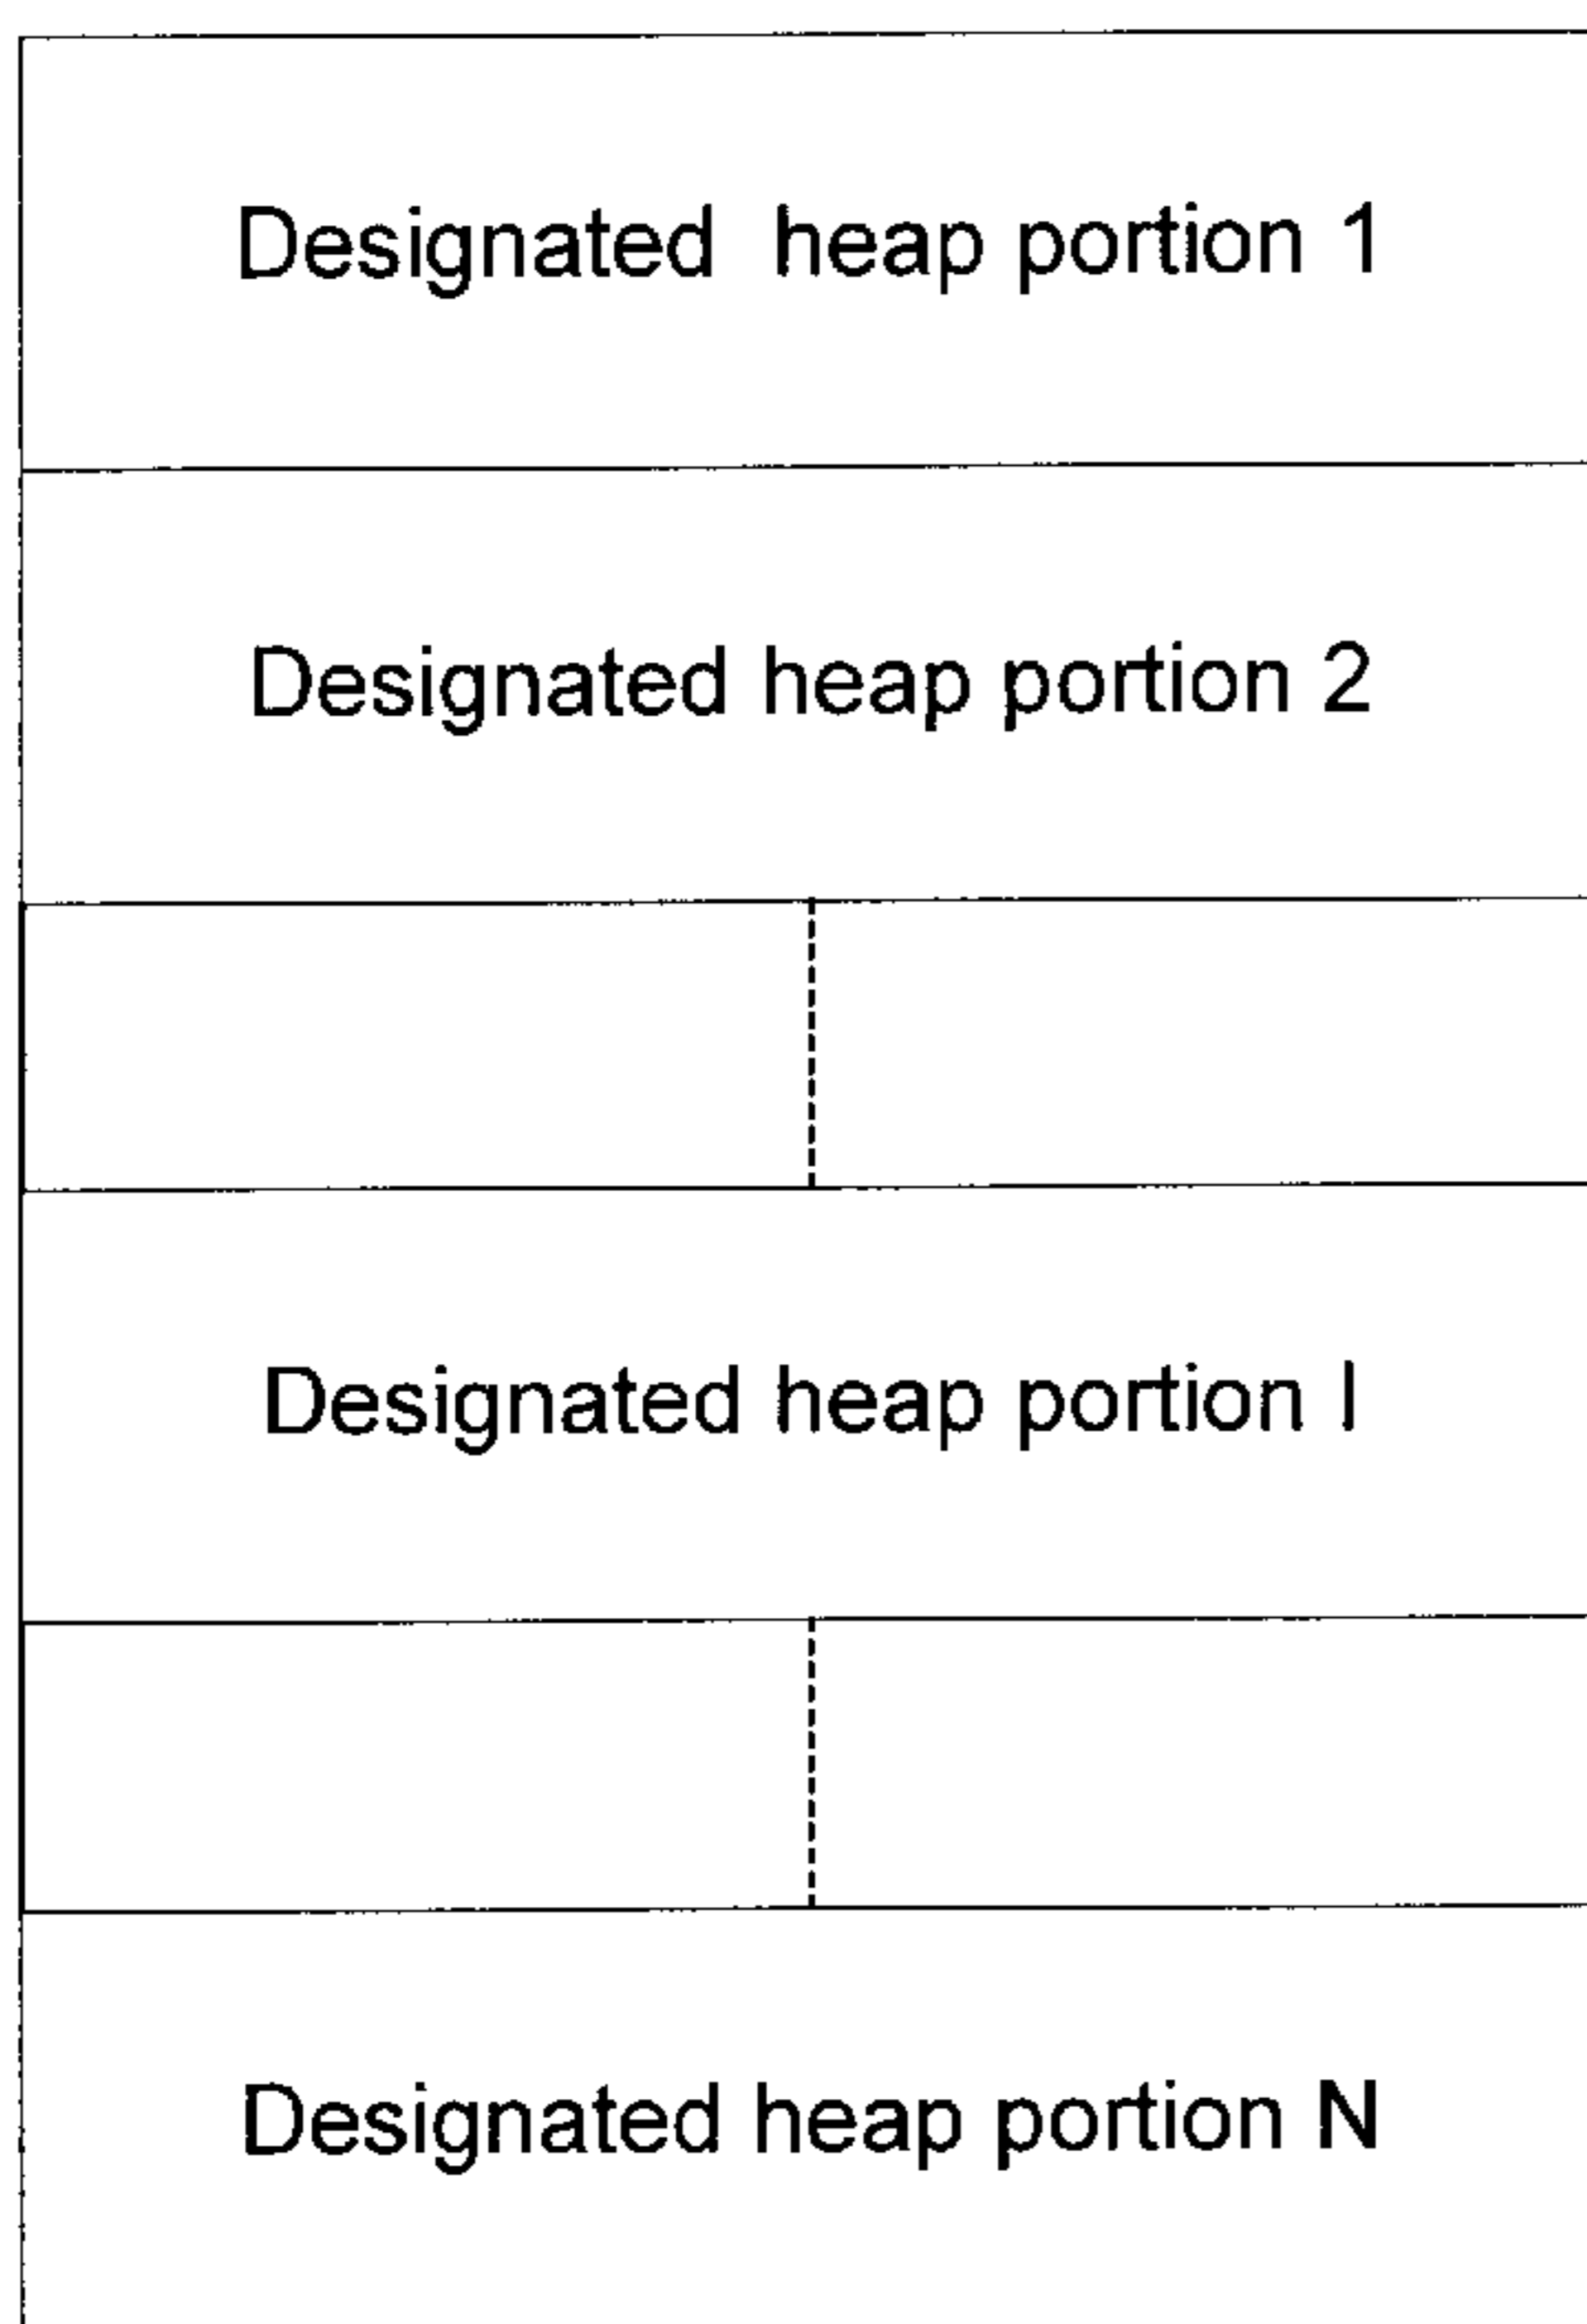 Designated heap portion 1
Designated heap portion 2
Designated heap portion I
Designated heap portion N